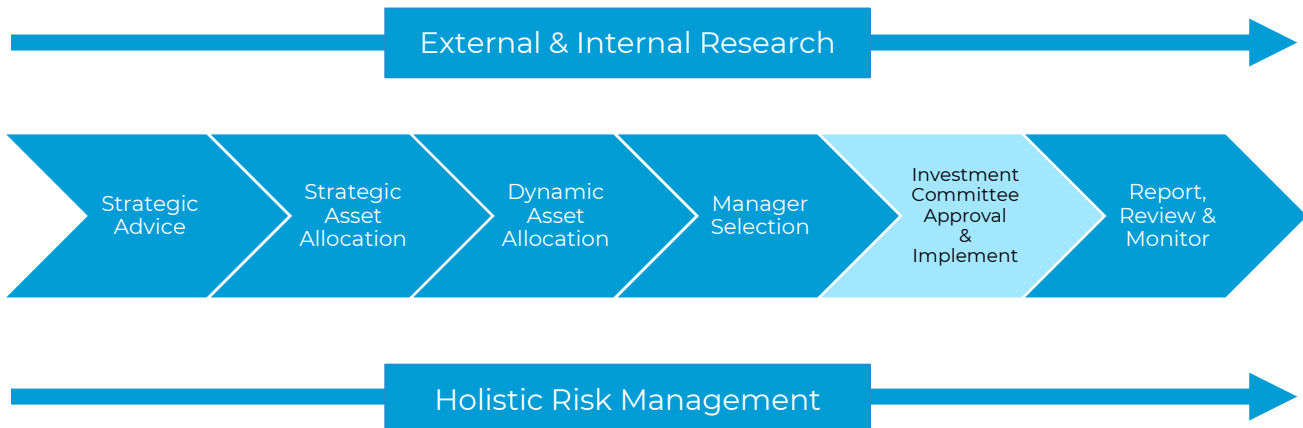 External & Internal Research
Strategic
Advice
Strategic
Asset
Allocation
Dynamic
Asset
Allocation
Manager
Selection
Investment
Committee
Approval
&
Implement
Report,
Review &
Monitor
Holistic Risk Management